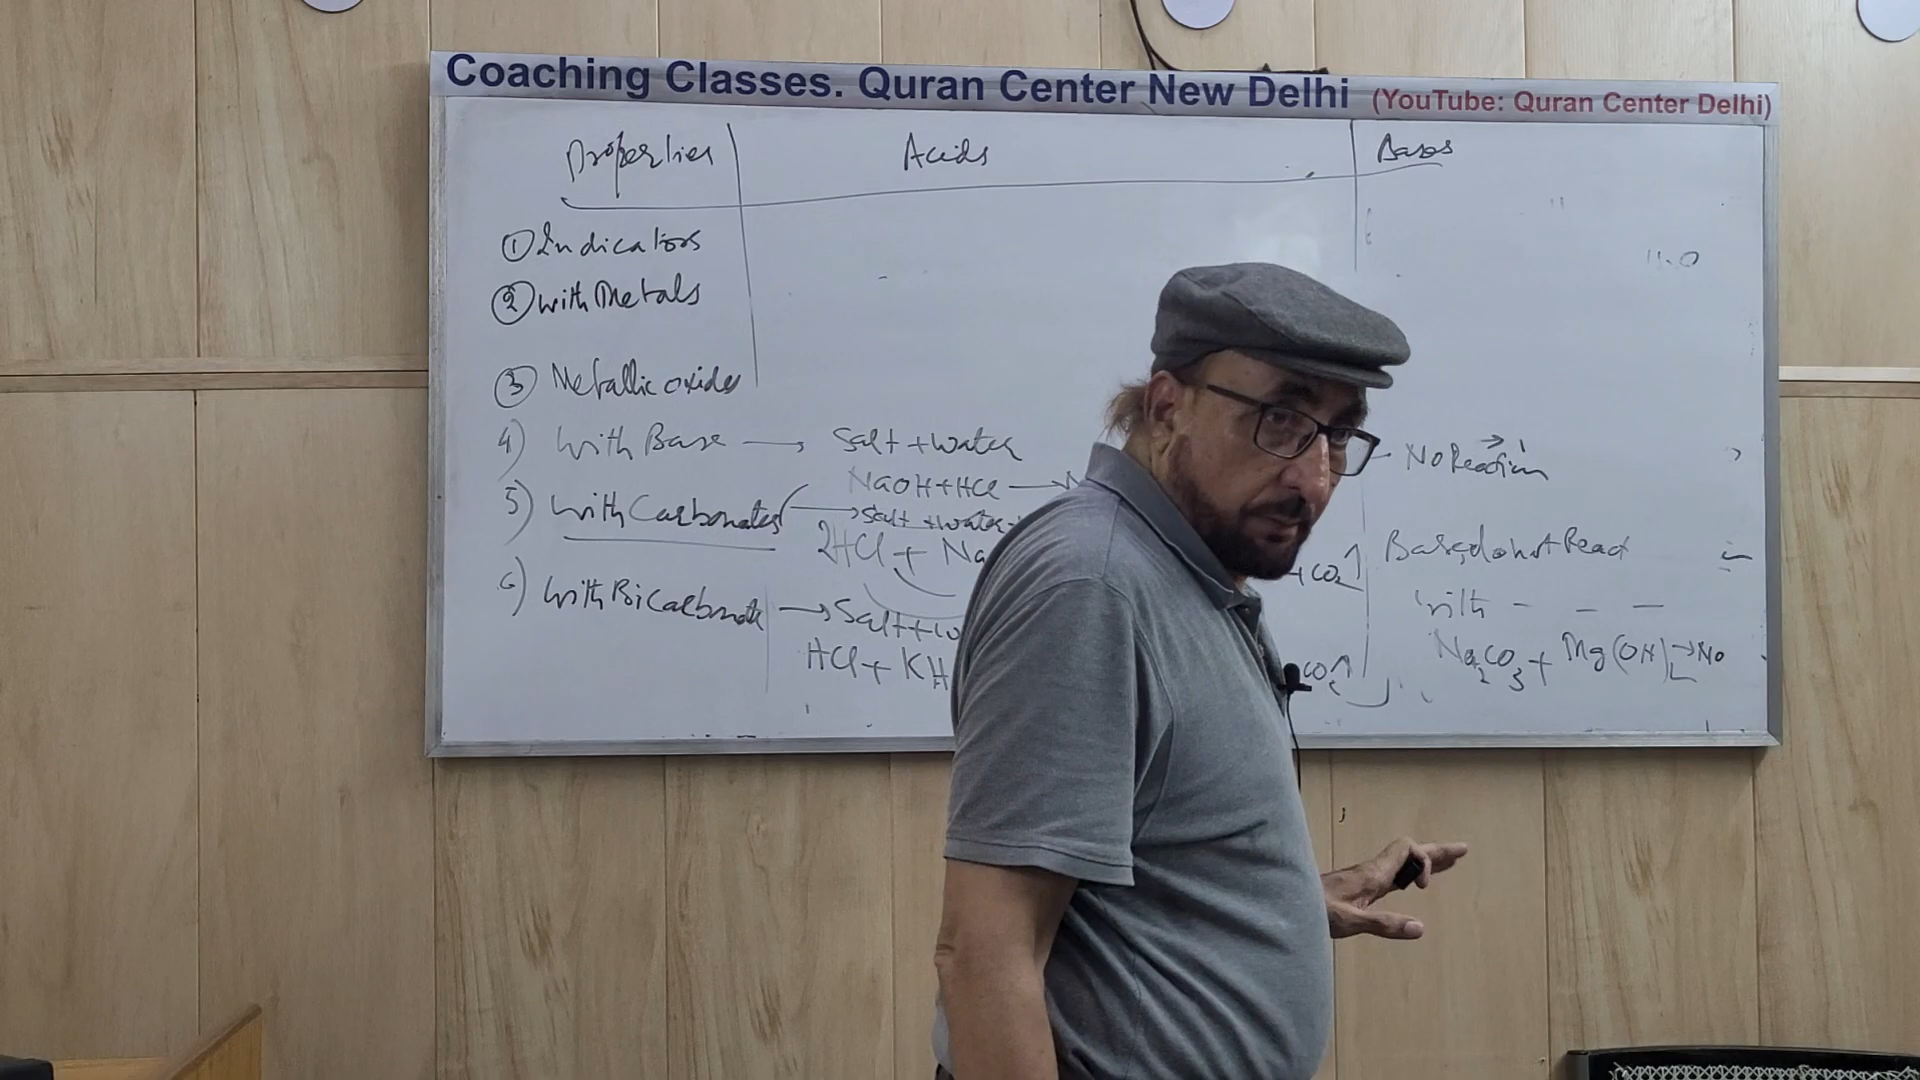 Coaching Classes. Quran Center New Delhi (YouTube: Quran Center Delhi)
Properties Acids Bases
① Indicators
② with Metals
③ Metallic oxides
4) with Base → Salt + water No Reaction
NaOH + HCl → N
5) with Carbonates → Salt + water
2HCl + Na + CO₂↑ Bases do not React
6) with Bicarbonate → Salt + w with - - -
HCl + KH CO₂↑ Na₂CO₃ + Mg(OH)₂ → No